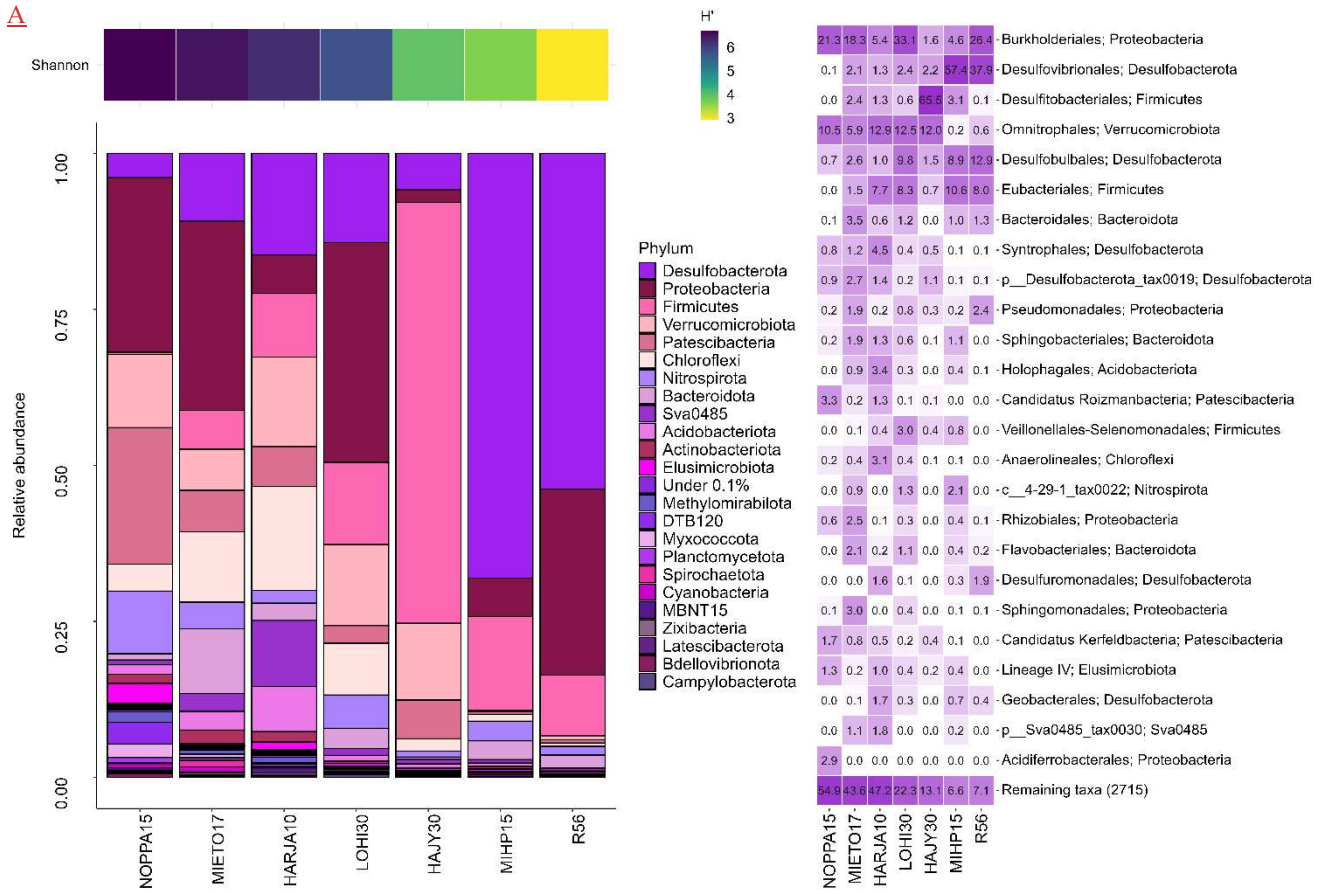 A
Shannon
H'
6
5
4
3
Relative abundance
1.00
0.75
0.50
0.25
0.00
NOPPA15
MIETO17
HARJA10
LOHI30
HAJY30
MIHP15
R56
Phylum
Desulfobacterota
Proteobacteria
Firmicutes
Verrucomicrobiota
Patescibacteria
Chloroflexi
Nitrospirota
Bacteroidota
Sva0485
Acidobacteriota
Actinobacteriota
Elusimicrobiota
Under 0.1%
Methylomirabilota
DTB120
Myxococcota
Planctomycetota
Spirochaetota
Cyanobacteria
MBNT15
Zixibacteria
Latescibacterota
Bdellovibrionota
Campylobacterota
21.3 18.3 5.4 33.1 1.6 4.6 26.4 Burkholderiales; Proteobacteria
0.1 2.1 1.3 2.4 2.2 57.4 37.9 Desulfovibrionales; Desulfobacterota
0.0 2.4 1.3 0.6 65.5 3.1 0.1 Desulfitobacteriales; Firmicutes
10.5 5.9 12.9 12.5 12.0 0.2 0.6 Omnitrophales; Verrucomicrobiota
0.7 2.6 1.0 9.8 1.5 8.9 12.9 Desulfobulbales; Desulfobacterota
0.0 1.5 7.7 8.3 0.7 10.6 8.0 Eubacteriales; Firmicutes
0.1 3.5 0.6 1.2 0.0 1.0 1.3 Bacteroidales; Bacteroidota
0.8 1.2 4.5 0.4 0.5 0.1 0.1 Syntrophales; Desulfobacterota
0.9 2.7 1.4 0.2 1.1 0.1 0.1 p__Desulfobacterota_tax0019; Desulfobacterota
0.2 1.9 0.2 0.8 0.3 0.2 2.4 Pseudomonadales; Proteobacteria
0.2 1.9 1.3 0.6 0.1 1.1 0.0 Sphingobacteriales; Bacteroidota
0.0 0.9 3.4 0.3 0.0 0.4 0.1 Holophagales; Acidobacteriota
3.3 0.2 1.3 0.1 0.1 0.0 0.0 Candidatus Roizmanbacteria; Patescibacteria
0.0 0.1 0.4 3.0 0.4 0.8 0.0 Veillonellales-Selenomonadales; Firmicutes
0.2 0.4 3.1 0.4 0.1 0.1 0.0 Anaerolineales; Chloroflexi
0.0 0.9 0.0 1.3 0.0 2.1 0.0 c__4-29-1_tax0022; Nitrospirota
0.6 2.5 0.1 0.3 0.0 0.4 0.1 Rhizobiales; Proteobacteria
0.0 2.1 0.2 1.1 0.0 0.4 0.2 Flavobacteriales; Bacteroidota
0.0 0.0 1.6 0.1 0.0 0.3 1.9 Desulfuromonadales; Desulfobacterota
0.1 3.0 0.0 0.4 0.0 0.1 0.0 Sphingomonadales; Proteobacteria
1.7 0.8 0.5 0.2 0.4 0.1 0.0 Candidatus Kerfeldbacteria; Patescibacteria
1.3 0.2 1.0 0.4 0.2 0.4 0.0 Lineage IV; Elusimicrobiota
0.0 0.1 1.7 0.3 0.0 0.7 0.4 Geobacterales; Desulfobacterota
0.0 1.1 1.8 0.0 0.0 0.2 0.0 p__Sva0485_tax0030; Sva0485
2.9 0.0 0.0 0.0 0.0 0.0 0.0 Acidiferrobacterales; Proteobacteria
54.9 43.6 47.2 22.3 13.1 6.6 7.1 Remaining taxa (2715)
NOPPA15
MIETO17
HARJA10
LOHI30
HAJY30
MIHP15
R56